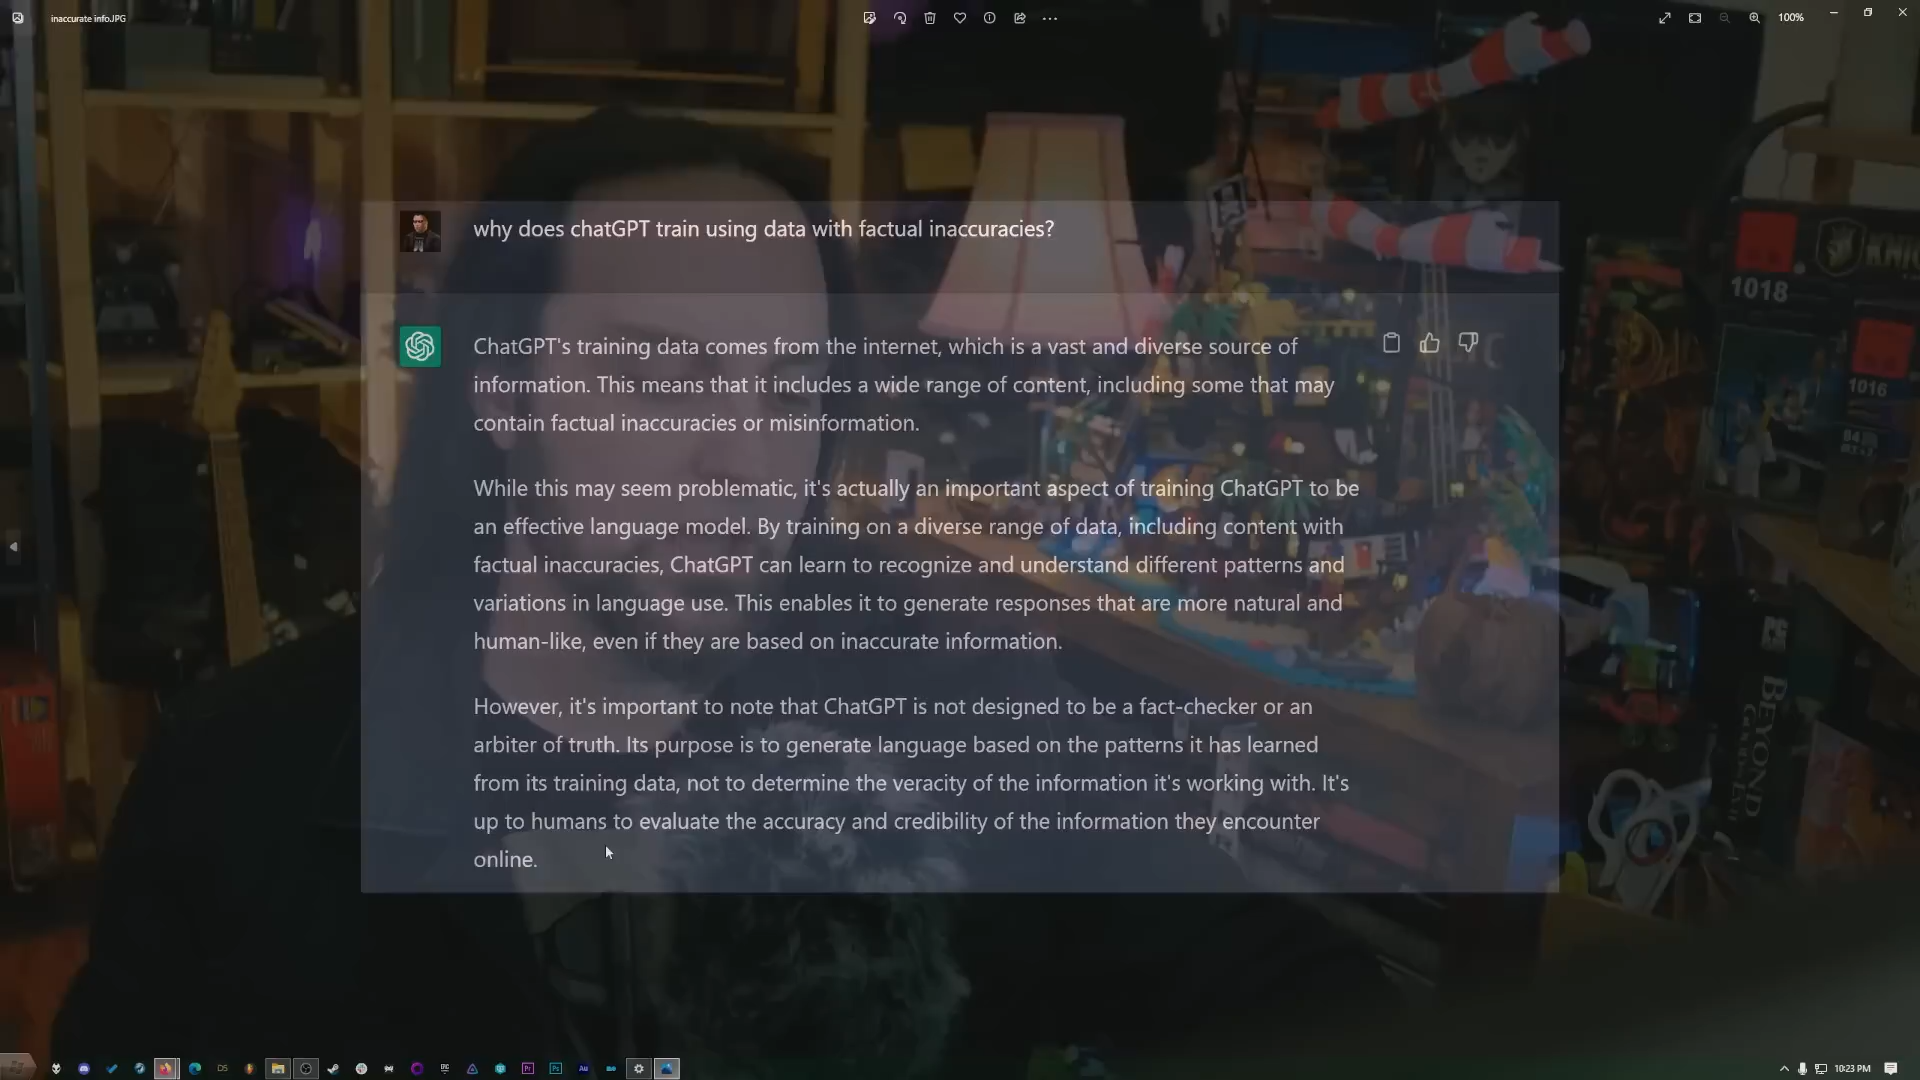 inaccurate infoJPG
100%
why does chatGPT train using data with factual inaccuracies?
ChatGPT's training data comes from the internet, which is a vast and diverse source of
information. This means that it includes a wide range of content, including some that may
contain factual inaccuracies or misinformation.
While this may seem problematic, it's actually an important aspect of training ChatGPT to be
an effective language model. By training on a diverse range of data, including content with
factual inaccuracies, ChatGPT can learn to recognize and understand different patterns and
variations in language use. This enables it to generate responses that are more natural and
human-like, even if they are based on inaccurate information.
However, it's important to note that ChatGPT is not designed to be a fact-checker or an
arbiter of truth. Its purpose is to generate language based on the patterns it has learned
from its training data, not to determine the veracity of the information it's working with. It's
up to humans to evaluate the accuracy and credibility of the information they encounter
online.
1018
1016
BEYOND
DS
EPIC
Pr
Ps
Au
10:23 PM